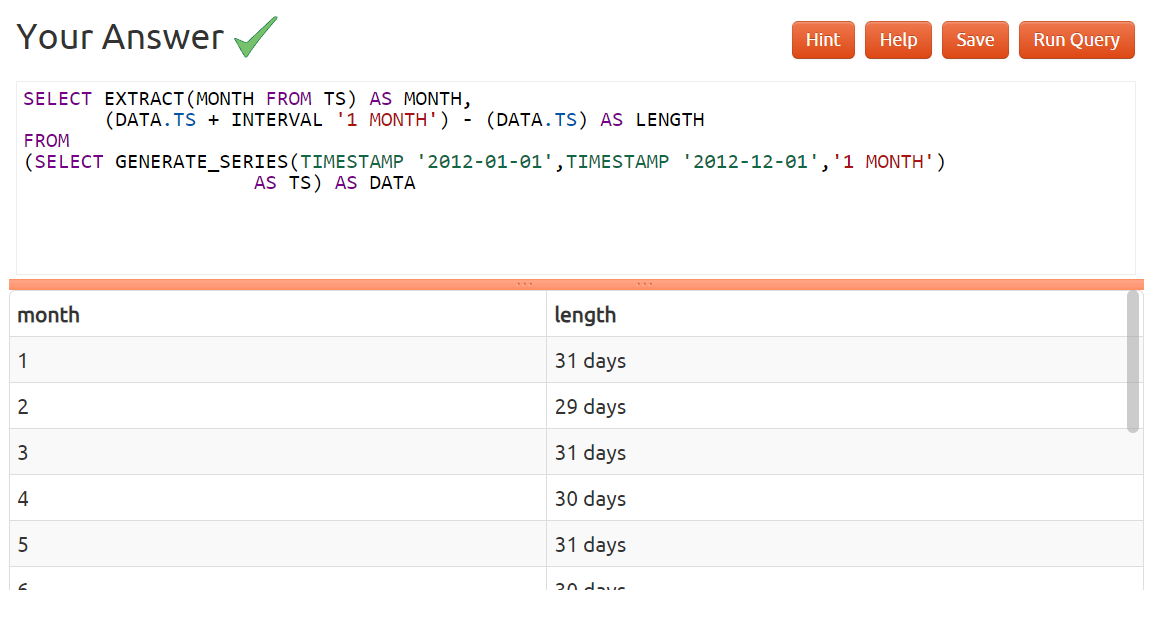 Your Answer
Hint Help Save Run Query
SELECT EXTRACT(MONTH FROM TS) AS MONTH,
(DATA.TS + INTERVAL '1 MONTH') - (DATA.TS) AS LENGTH
FROM
(SELECT GENERATE_SERIES(TIMESTAMP '2012-01-01',TIMESTAMP '2012-12-01','1 MONTH')
AS TS) AS DATA
month length
1 31 days
2 29 days
3 31 days
4 30 days
5 31 days
6 30 days